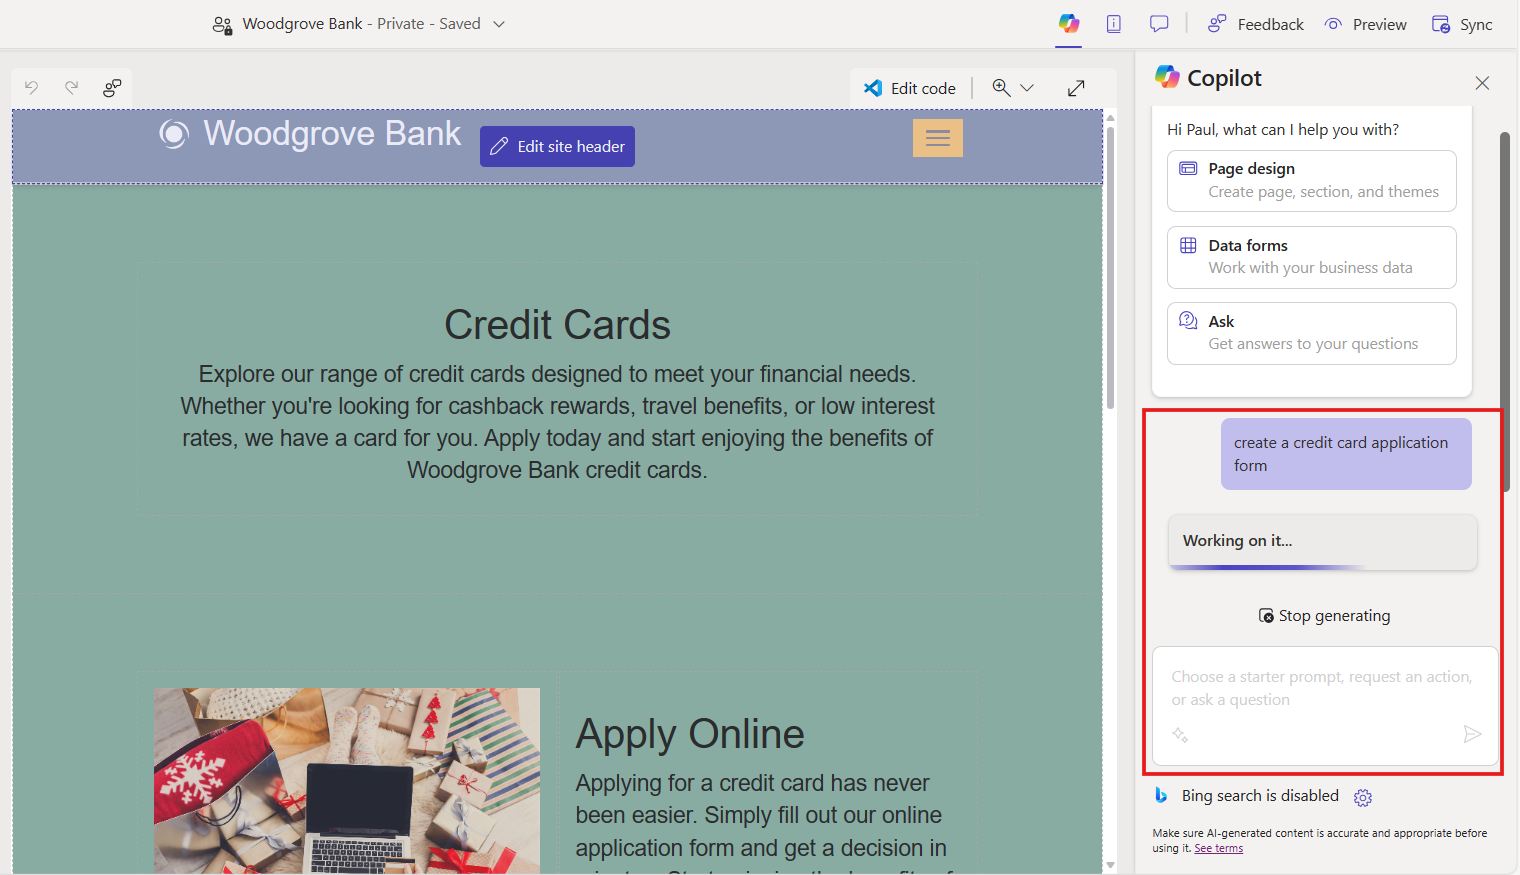 Woodgrove Bank - Private - Saved
Feedback
Preview
Sync
Edit code
Woodgrove Bank
Edit site header
Credit Cards
Explore our range of credit cards designed to meet your financial needs.
Whether you're looking for cashback rewards, travel benefits, or low interest
rates, we have a card for you. Apply today and start enjoying the benefits of
Woodgrove Bank credit cards.
Apply Online
Applying for a credit card has never
been easier. Simply fill out our online
application form and get a decision in
Copilot
Hi Paul, what can I help you with?
Page design
Create page, section, and themes
Data forms
Work with your business data
Ask
Get answers to your questions
create a credit card application
form
Working on it...
Stop generating
Choose a starter prompt, request an action,
or ask a question
Bing search is disabled
Make sure AI-generated content is accurate and appropriate before
using it. See terms